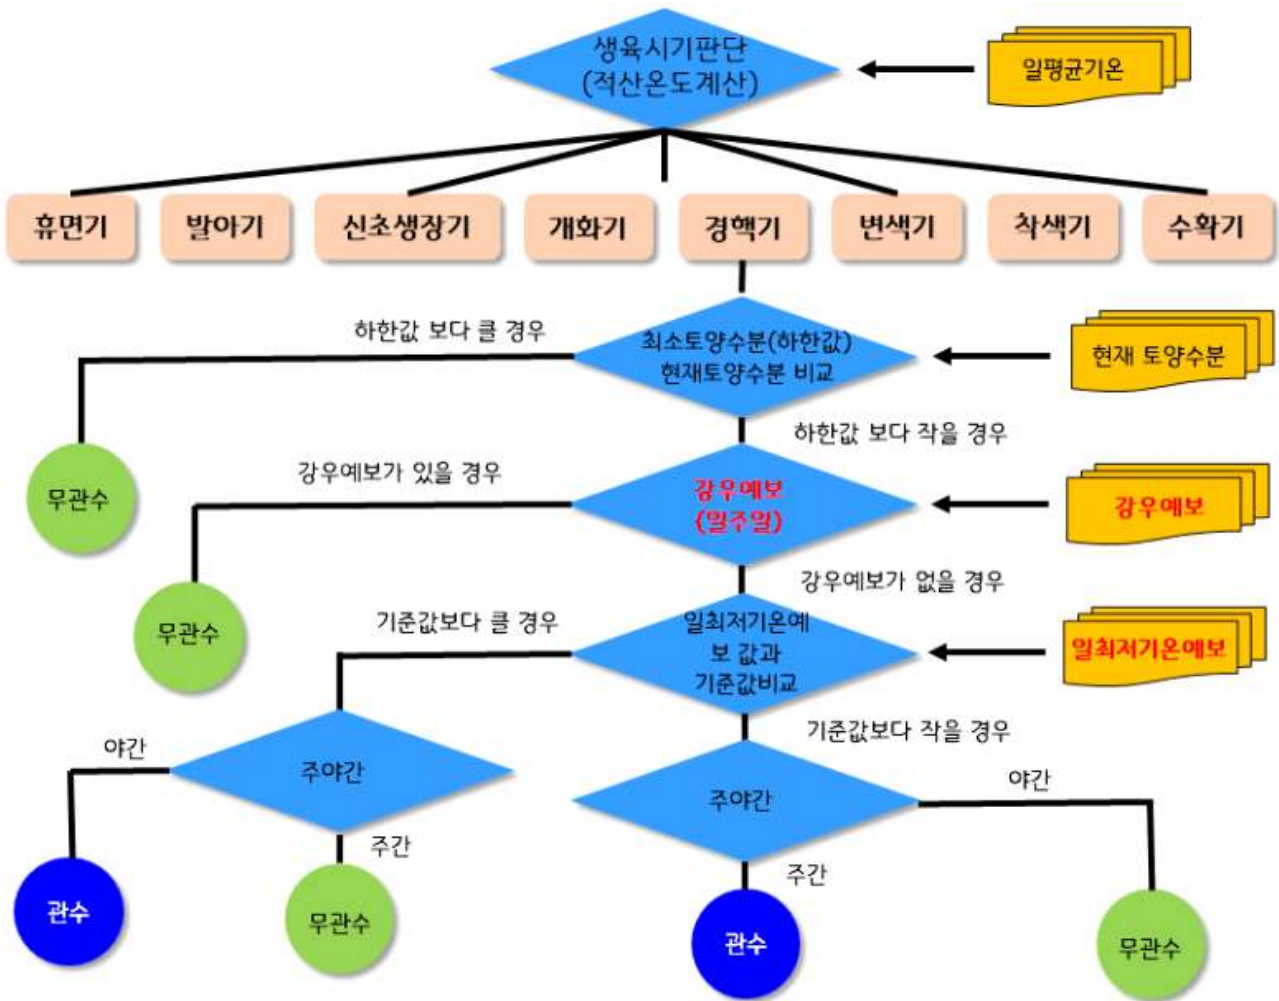 생육시기판단
(적산온도계산)
일평균기온
휴면기
발아기
신초생장기
개화기
경핵기
변색기
착색기
수확기
하한값 보다 클 경우
최소토양수분(하한값)
현재토양수분 비교
현재 토양수분
무관수
하한값 보다 작을 경우
강우예보가 있을 경우
강우예보
(일주일)
강우예보
무관수
강우예보가 없을 경우
기준값보다 클 경우
일최저기온예
보 값과
기준값비교
일최저기온예보
기준값보다 작을 경우
야간
주야간
주야간
야간
주간
주간
관수
무관수
관수
무관수